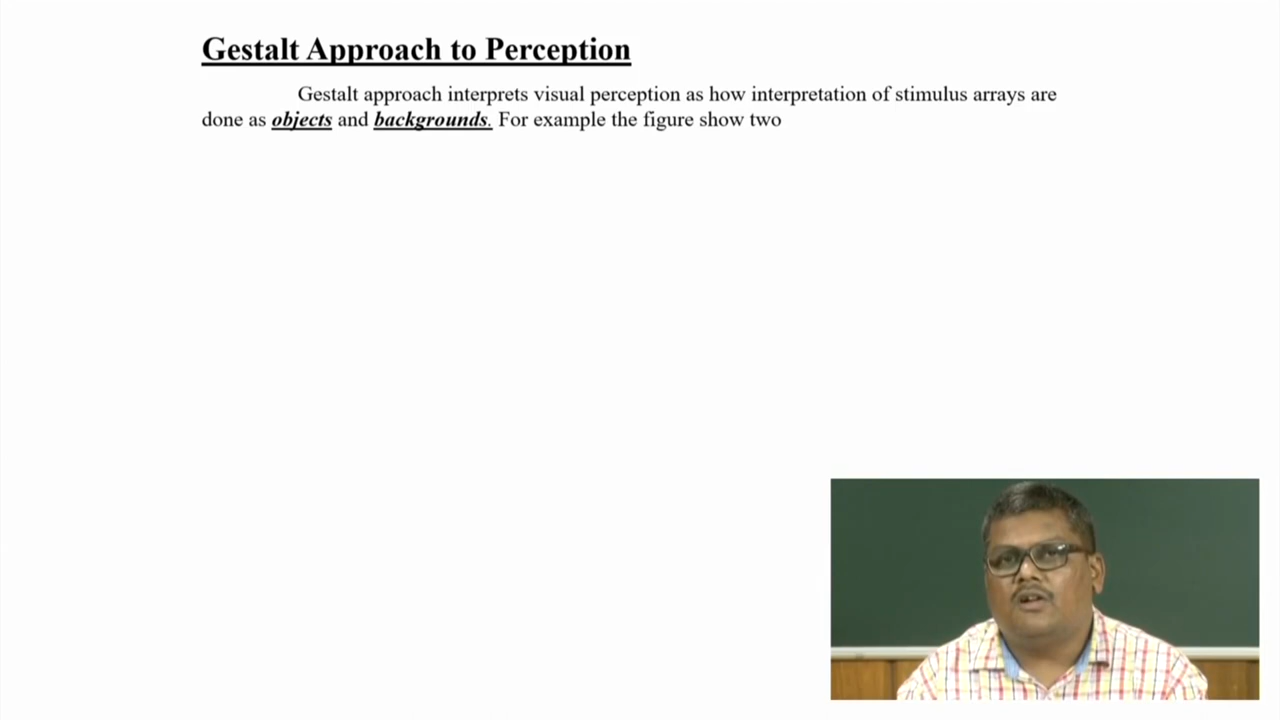 Gestalt Approach to Perception
Gestalt approach interprets visual perception as how interpretation of stimulus arrays are
done as objects and backgrounds. For example the figure show two